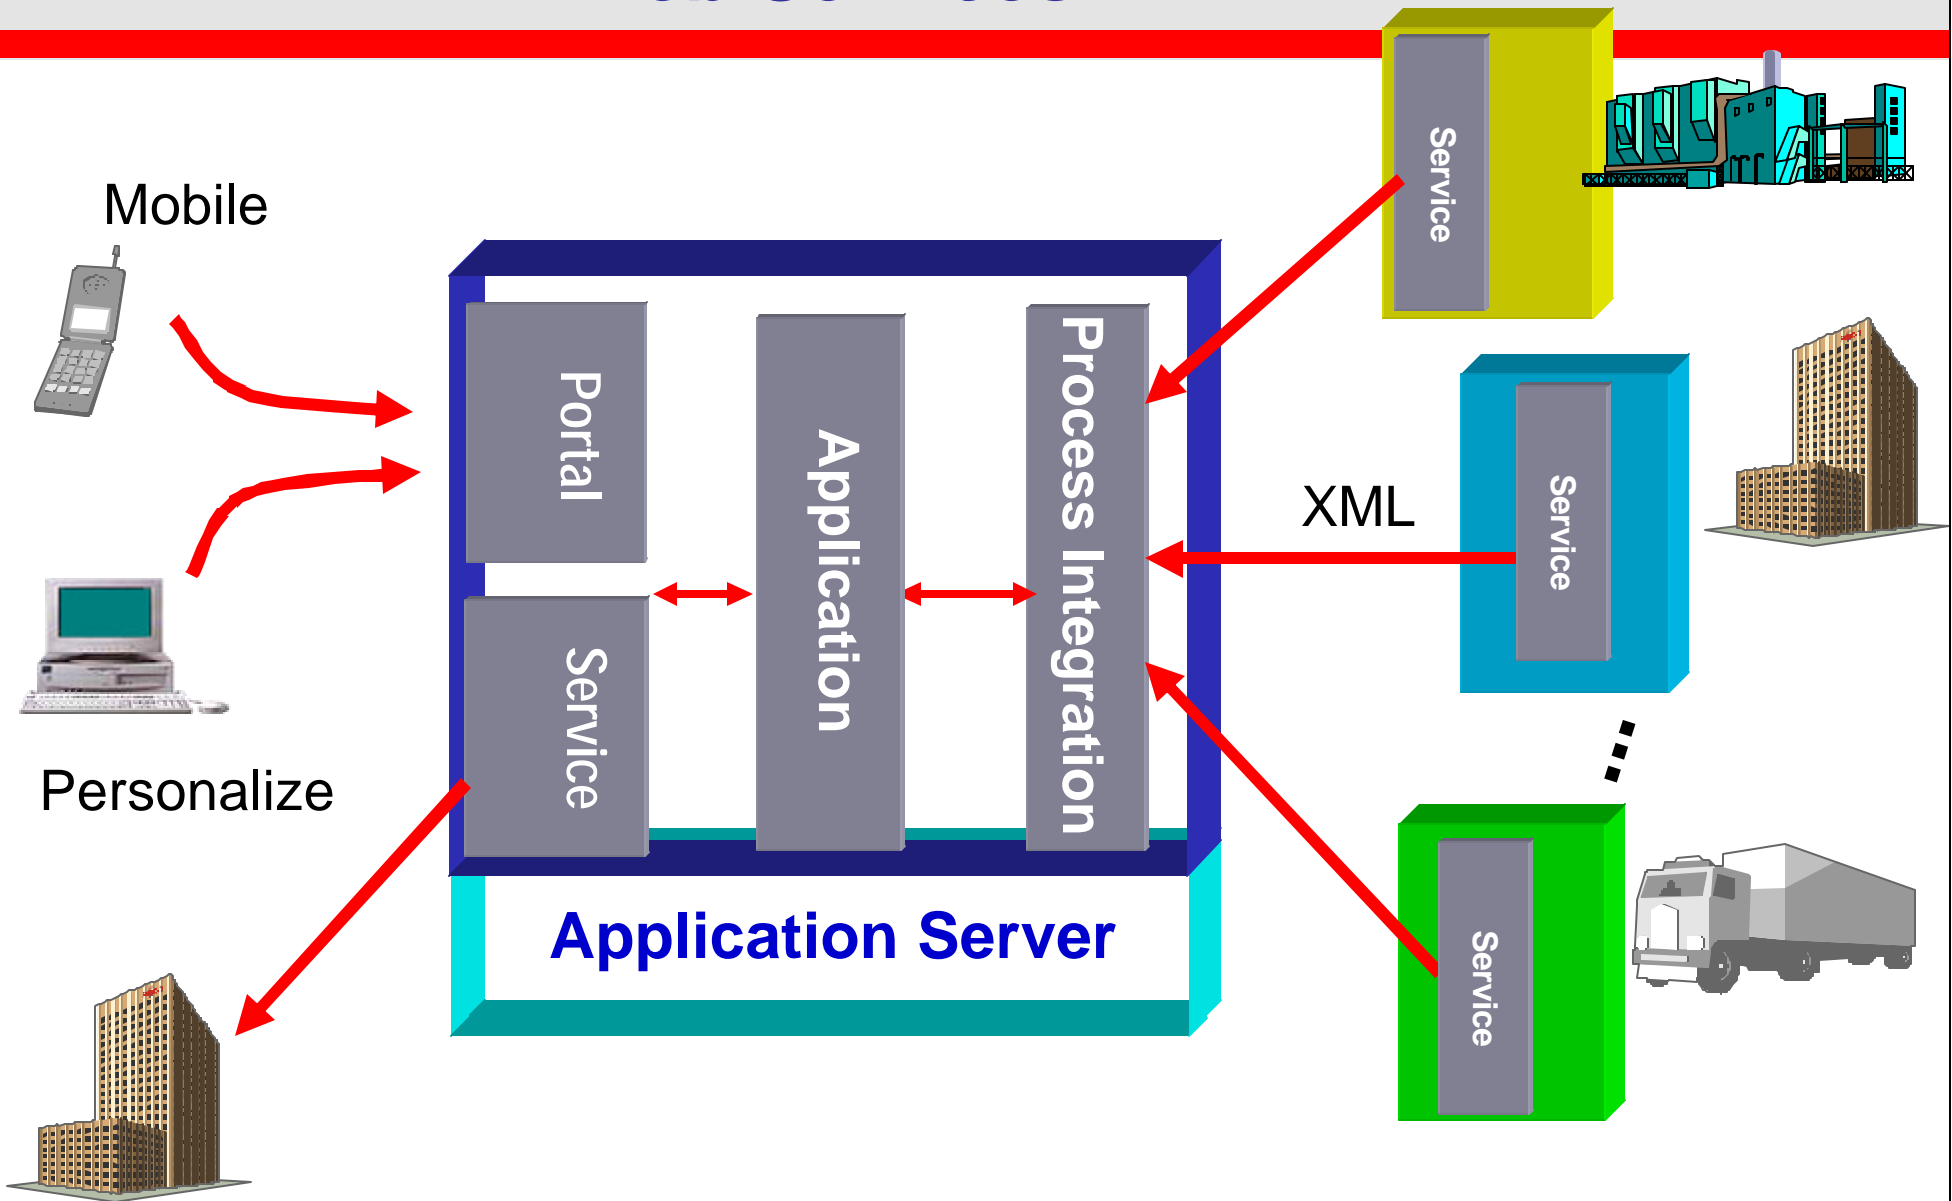 Mobile
Personalize
Portal
Service
Application
Process Integration
Application Server
XML
Service
Service
Service